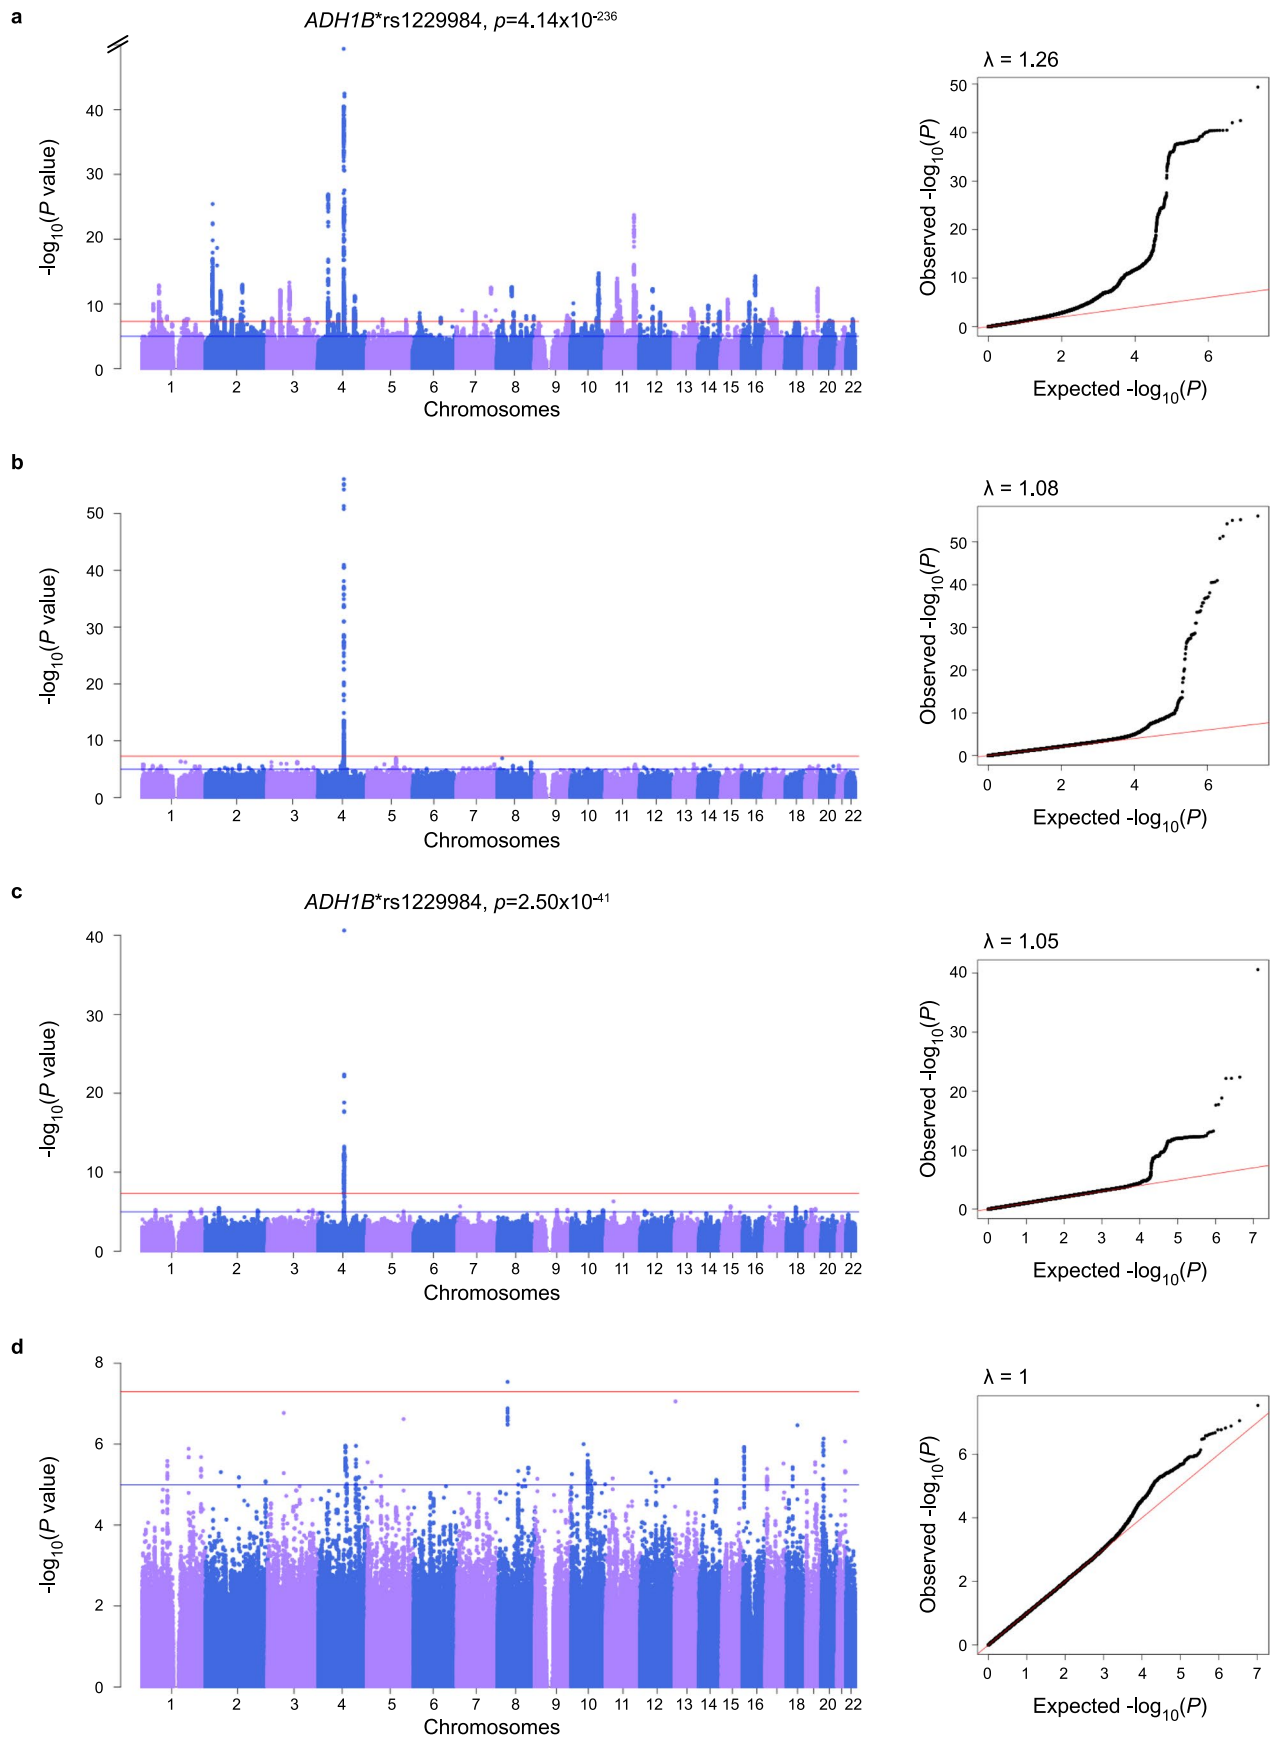 a
ADH1B*rs1229984, p=4.14x10-236
-log10(P value)
40
30
20
10
0
1 2 3 4 5 6 7 8 9 10 11 12 13 14 15 16 18 20 22
Chromosomes
λ = 1.26
Observed -log10(P)
50
40
30
20
10
0
0 2 4 6
Expected -log10(P)
b
-log10(P value)
50
40
30
20
10
0
1 2 3 4 5 6 7 8 9 10 11 12 13 14 15 16 18 20 22
Chromosomes
λ = 1.08
Observed -log10(P)
50
40
30
20
10
0
0 2 4 6
Expected -log10(P)
c
ADH1B*rs1229984, p=2.50x10-41
-log10(P value)
40
30
20
10
0
1 2 3 4 5 6 7 8 9 10 11 12 13 14 15 16 18 20 22
Chromosomes
λ = 1.05
Observed -log10(P)
40
30
20
10
0
0 1 2 3 4 5 6 7
Expected -log10(P)
d
-log10(P value)
8
6
4
2
0
1 2 3 4 5 6 7 8 9 10 11 12 13 14 15 16 18 20 22
Chromosomes
λ = 1
Observed -log10(P)
6
4
2
0
0 1 2 3 4 5 6 7
Expected -log10(P)